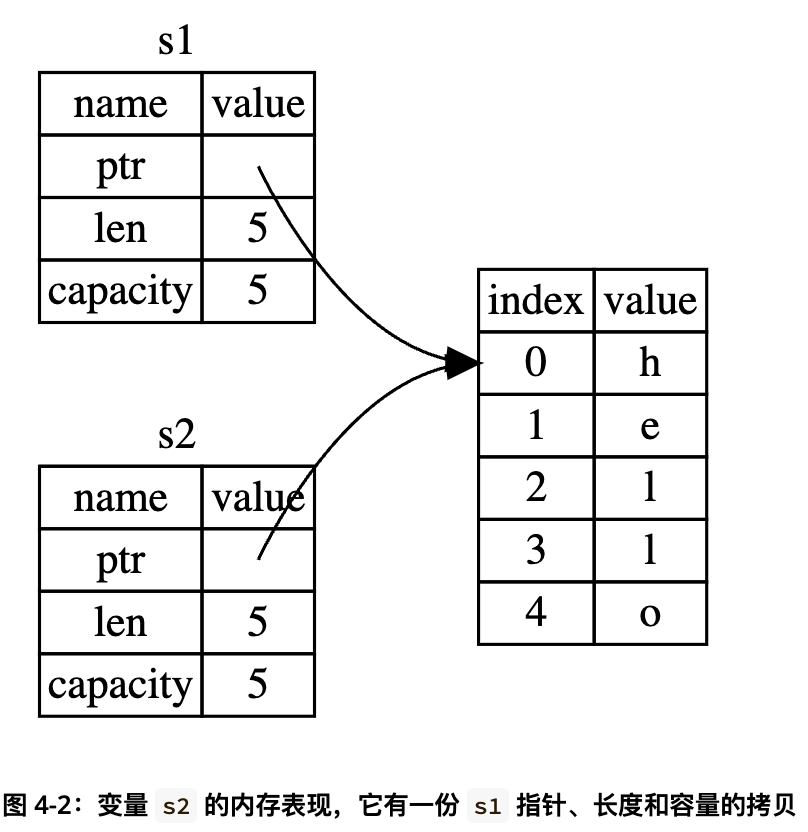 s1
name value
ptr
len 5
capacity 5
s2
name value
ptr
len 5
capacity 5
index value
0 h
1 e
2 l
3 l
4 o
图 4-2：变量 s2 的内存表现，它有一份 s1 指针、长度和容量的拷贝